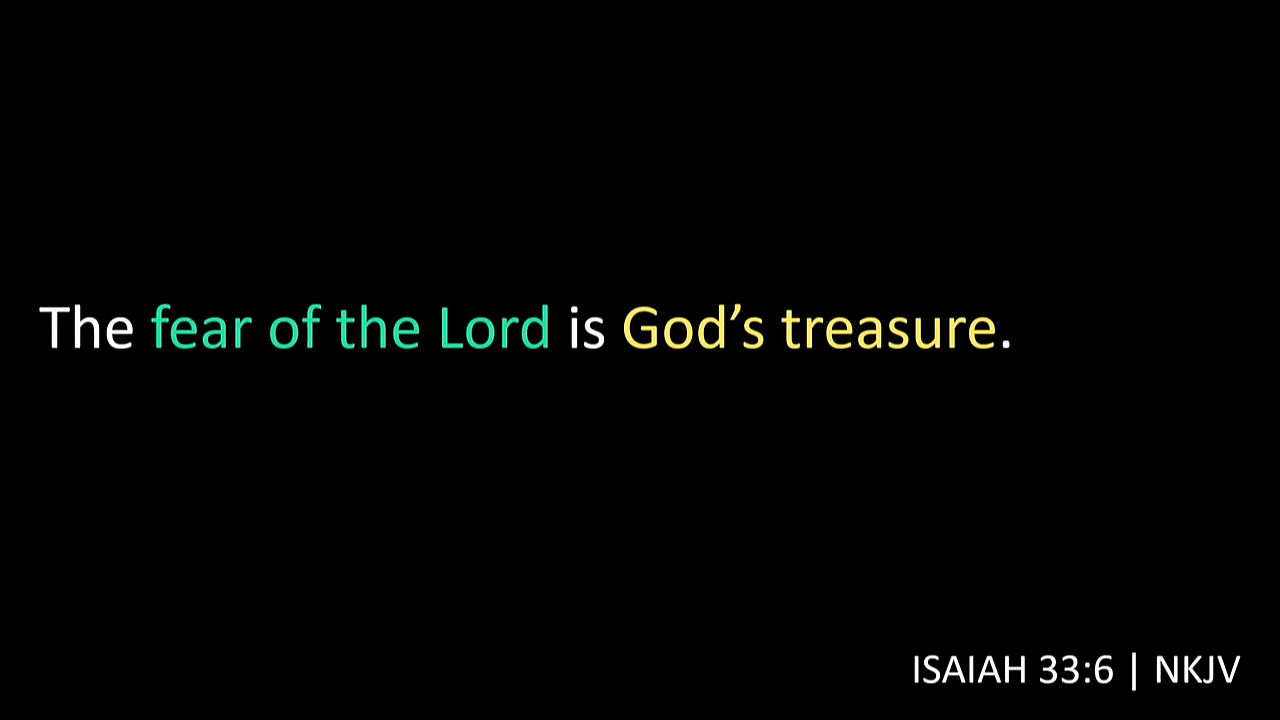 The fear of the Lord is God’s treasure.
ISAIAH 33:6 | NKJV